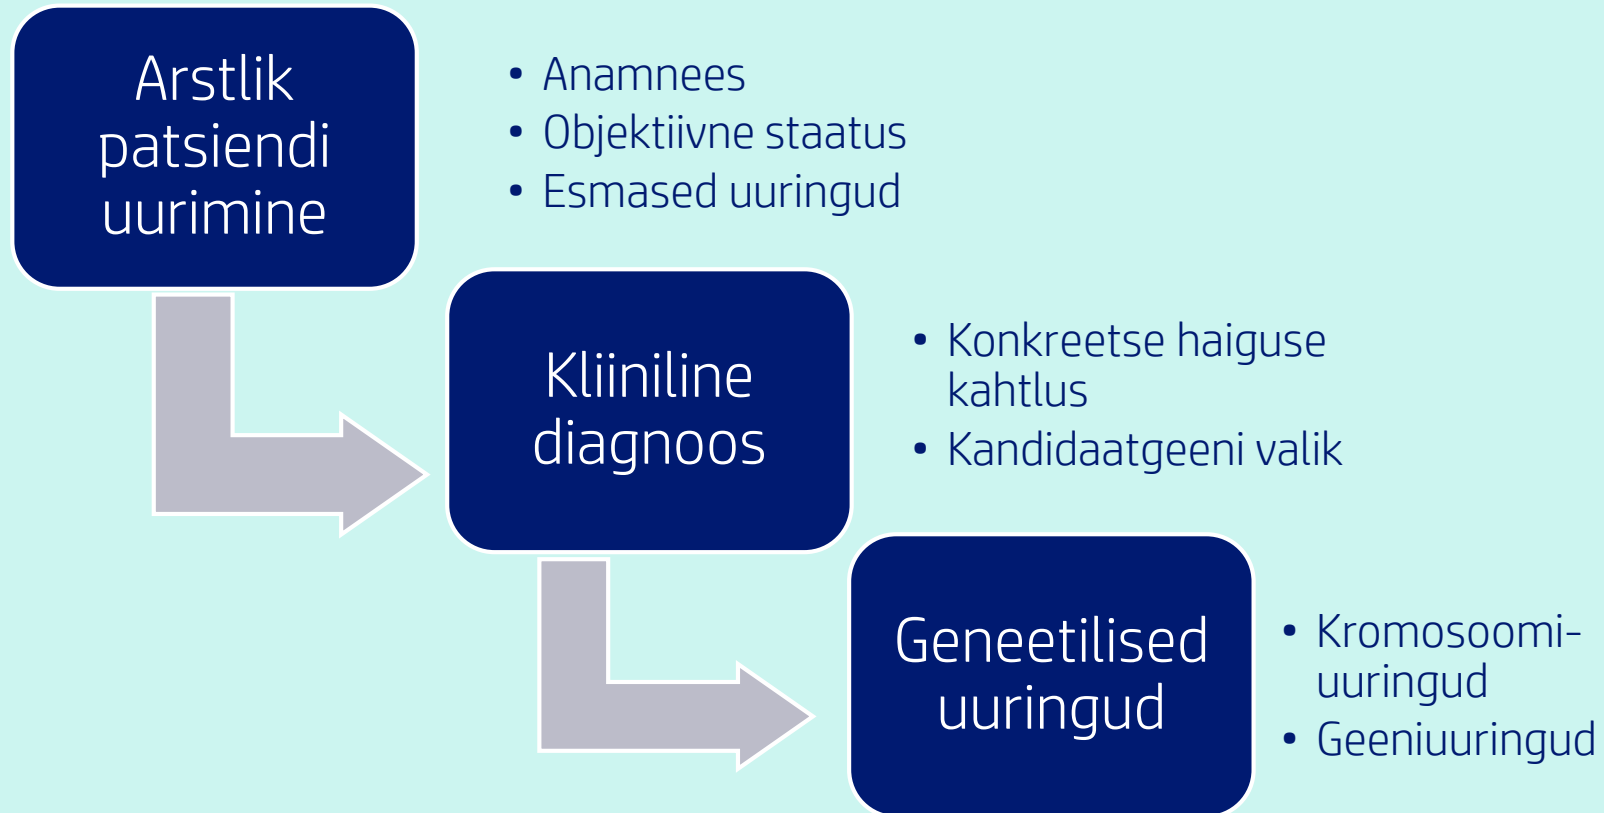 Arstlik
patsiendi
uurimine
• Anamnees
• Objektiivne staatus
• Esmased uuringud
Kliiniline
diagnoos
• Konkreetse haiguse
kahtlus
• Kandidaatgeeni valik
Geneetilised
uuringud
• Kromosoomi-
uuringud
• Geeniuuringud